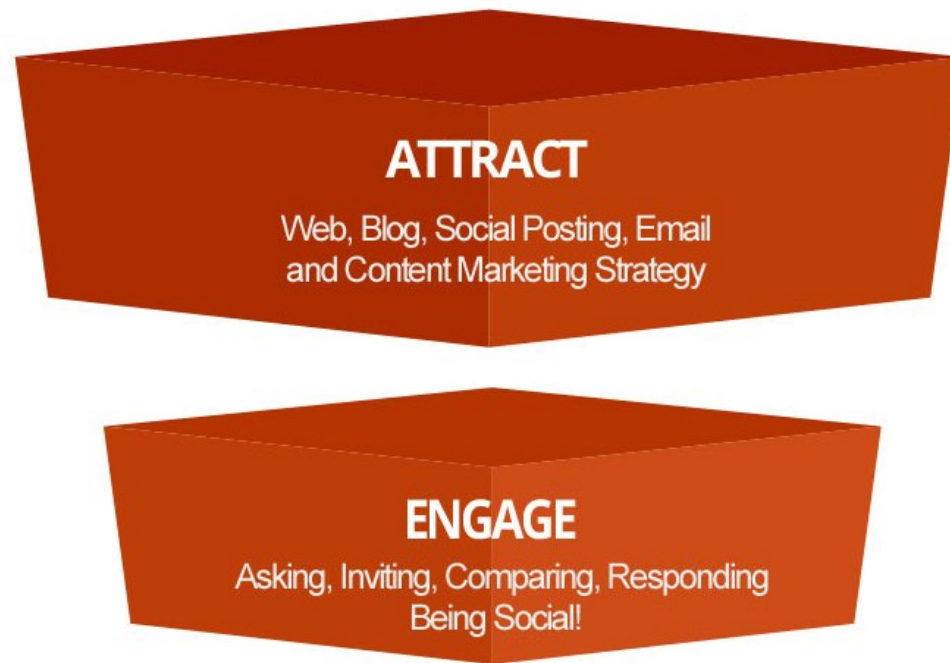 ATTRACT
Web, Blog, Social Posting, Email
and Content Marketing Strategy
ENGAGE
Asking, Inviting, Comparing, Responding
Being Social!